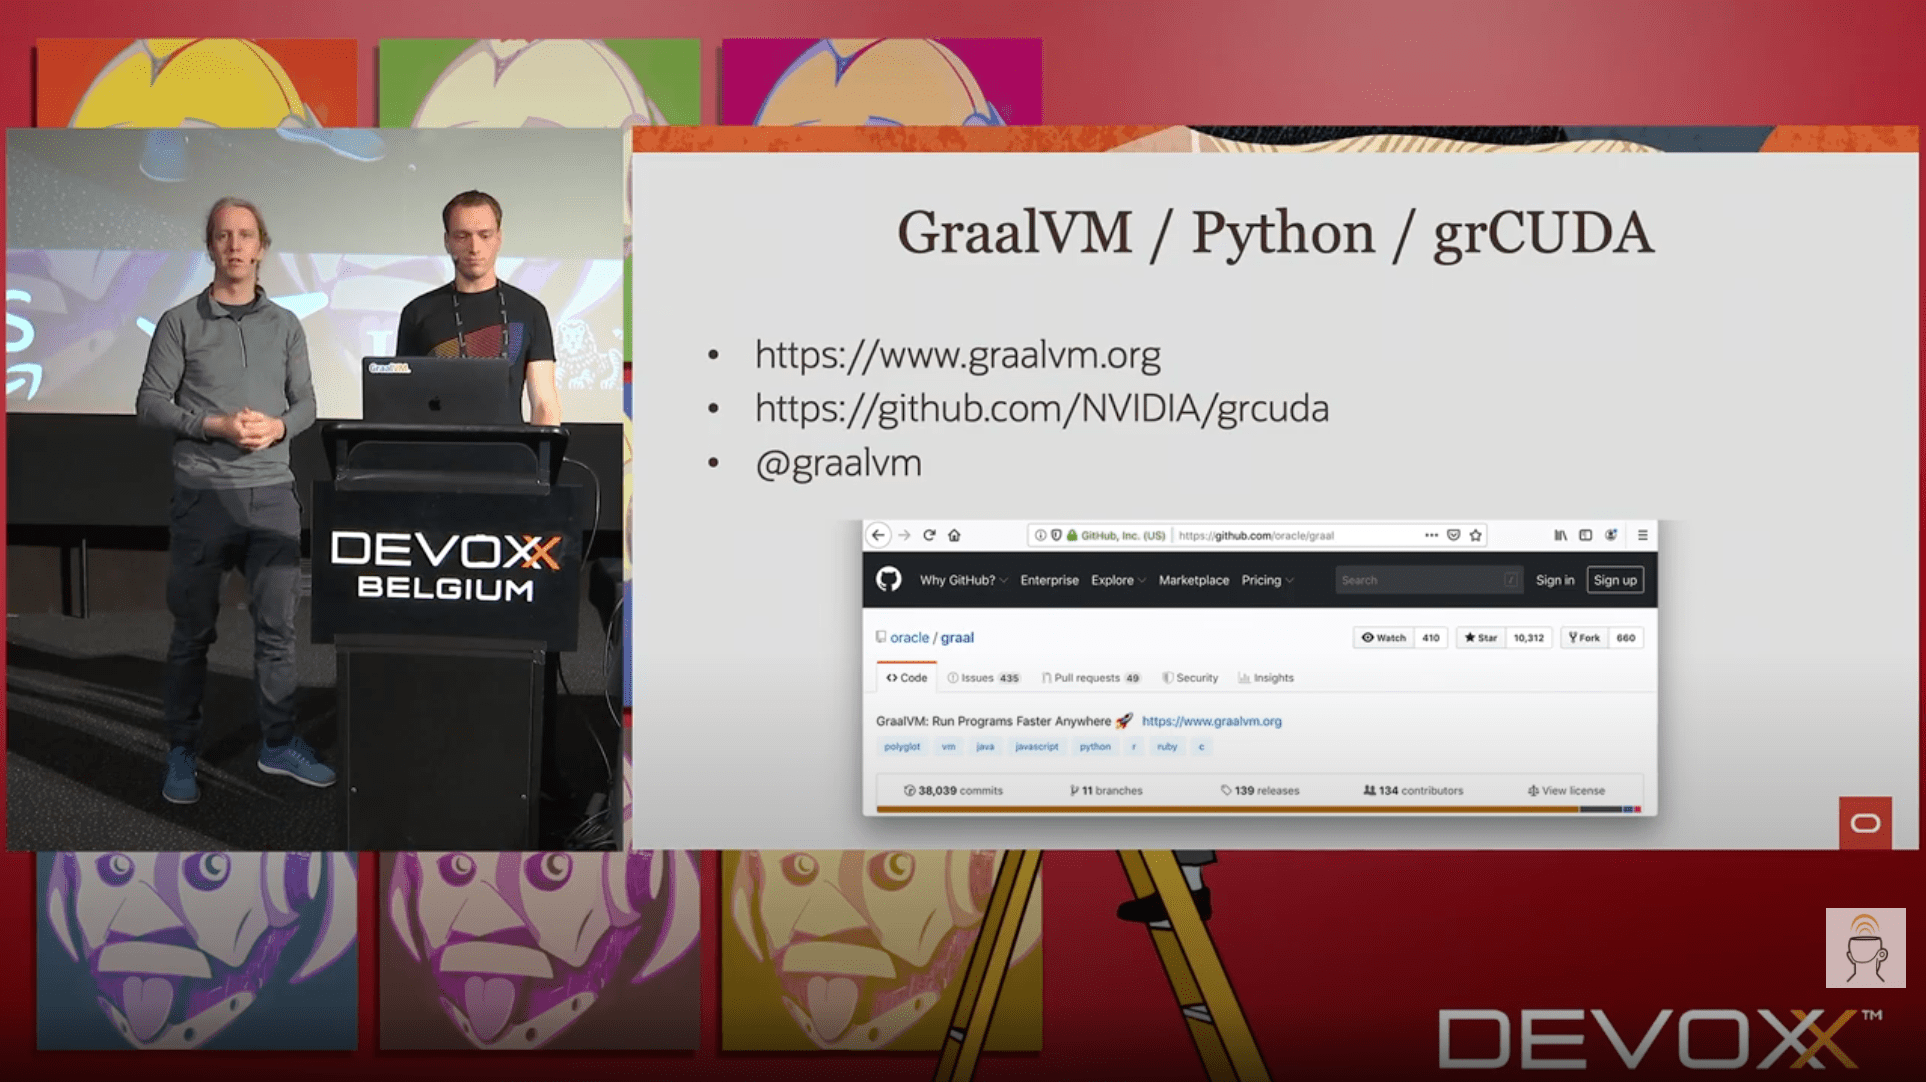 GraalVM / Python / grCUDA
• https://www.graalvm.org
• https://github.com/NVIDIA/grcuda
• @graalvm
GitHub, Inc. (US) https://github.com/oracle/graal
Why GitHub? Enterprise Explore Marketplace Pricing Search / Sign in Sign up
oracle / graal Watch 410 Star 10,312 Fork 660
Code Issues 435 Pull requests 49 Security Insights
GraalVM: Run Programs Faster Anywhere 🚀 https://www.graalvm.org
polyglot vm java javascript python r ruby c
38,039 commits 11 branches 139 releases 134 contributors View license
GraalVM.
DEVOXX
BELGIUM
DEVOXX™